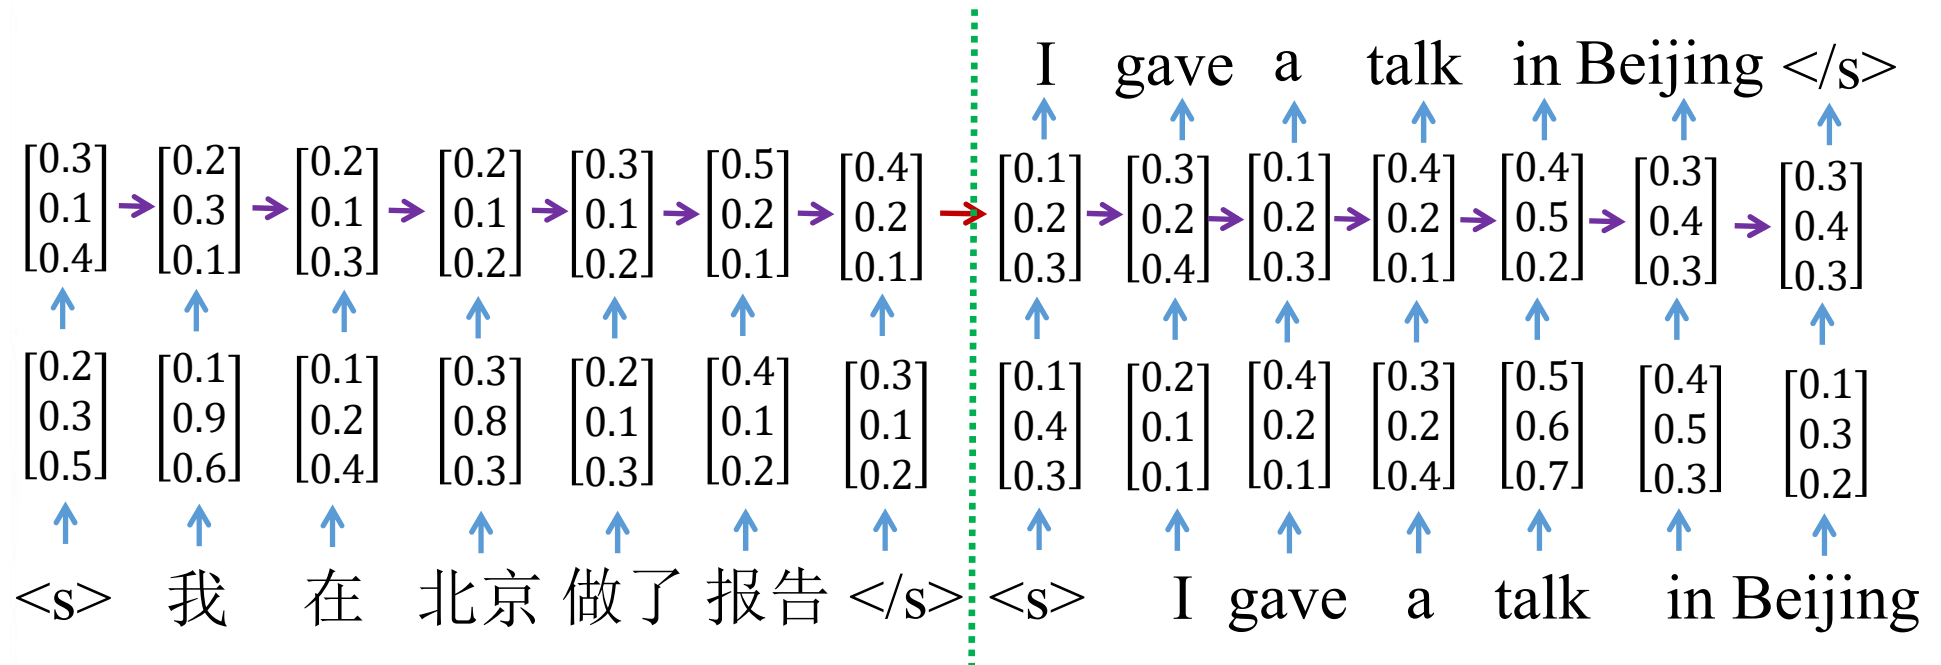 I gave a talk in Beijing </s>
[0.3 0.1 0.4] [0.2 0.3 0.1] [0.2 0.1 0.3] [0.2 0.1 0.2] [0.3 0.1 0.2] [0.5 0.2 0.1] [0.4 0.2 0.1] [0.1 0.2 0.3] [0.3 0.2 0.4] [0.1 0.2 0.3] [0.4 0.2 0.1] [0.4 0.5 0.2] [0.3 0.4 0.3] [0.3 0.4 0.3]
[0.2 0.3 0.5] [0.1 0.9 0.6] [0.1 0.2 0.4] [0.3 0.8 0.3] [0.2 0.1 0.3] [0.4 0.1 0.2] [0.3 0.1 0.2] [0.1 0.4 0.3] [0.2 0.1 0.1] [0.4 0.2 0.1] [0.3 0.2 0.4] [0.5 0.6 0.7] [0.4 0.5 0.3] [0.1 0.3 0.2]
<s> 我 在 北京 做了 报告 </s> <s> I gave a talk in Beijing